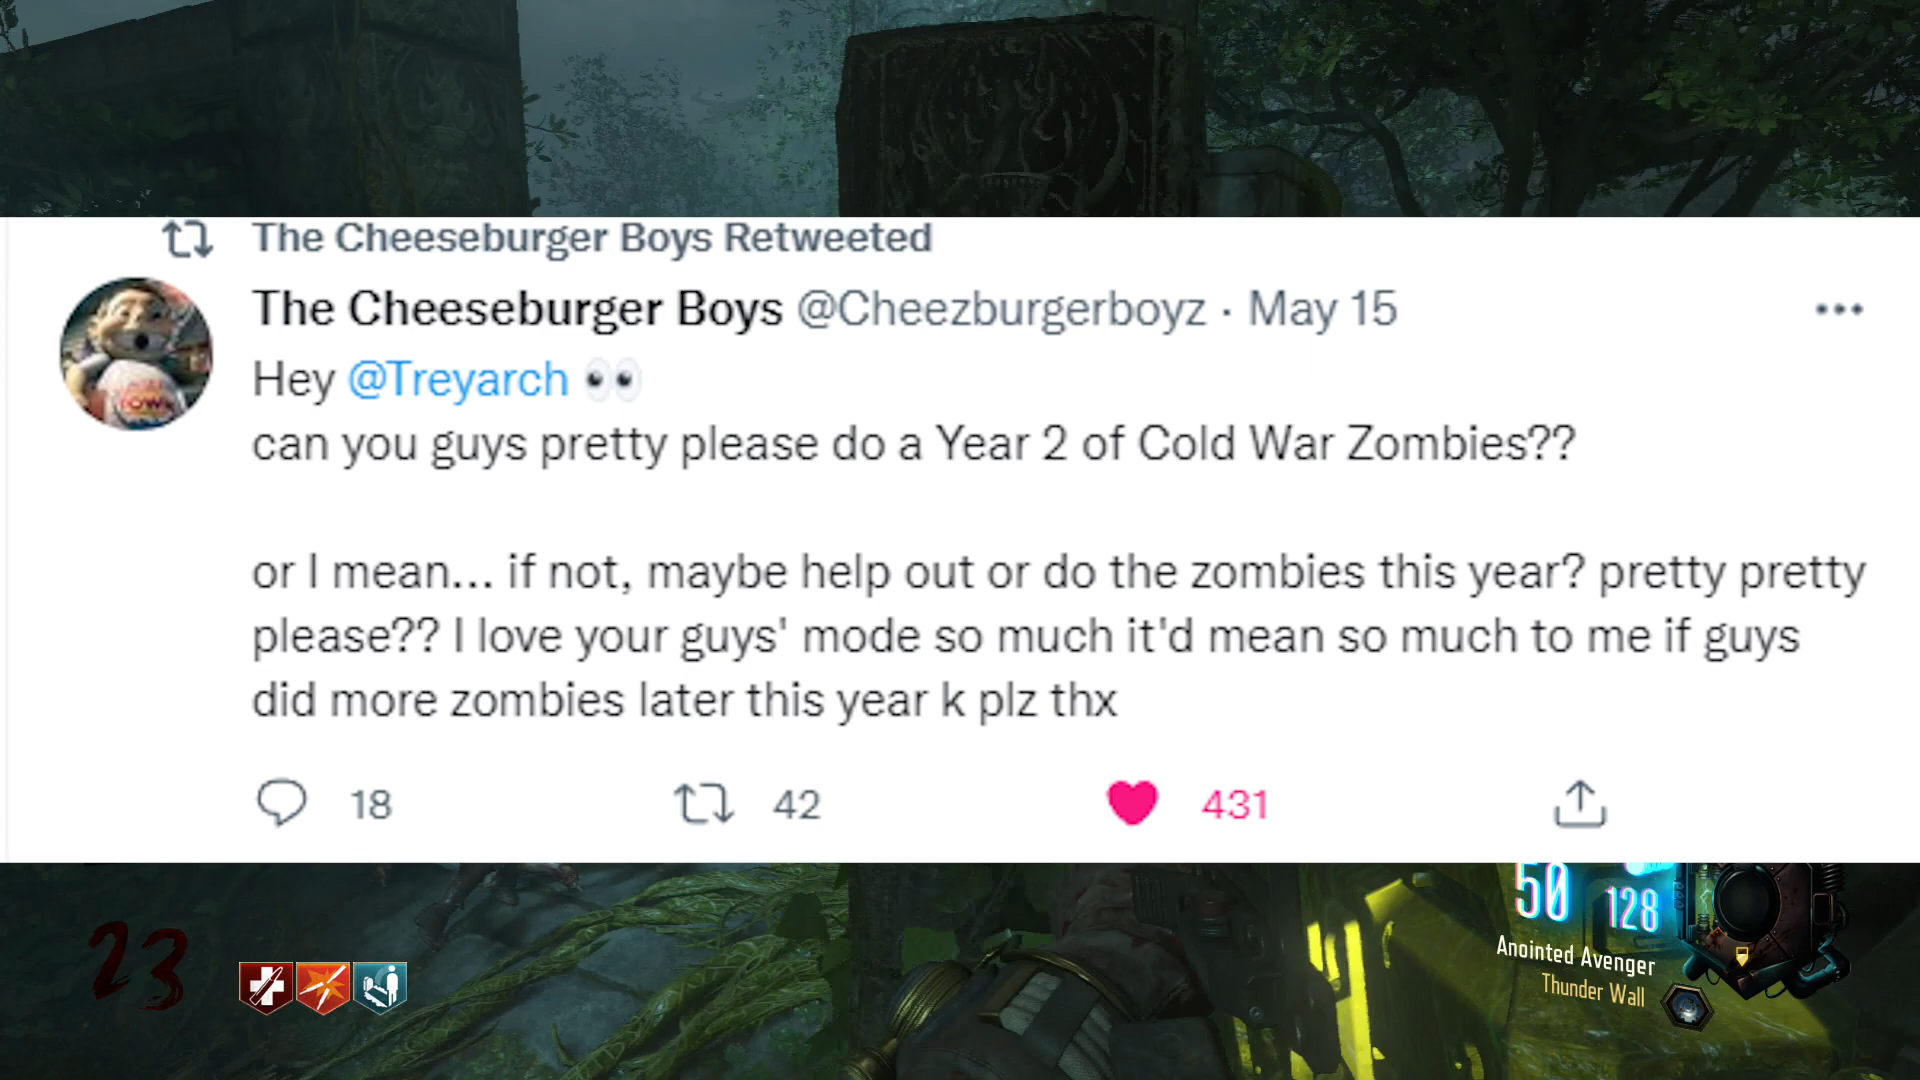 The Cheeseburger Boys Retweeted
The Cheeseburger Boys @Cheezburgerboyz · May 15
Hey @Treyarch 👀
can you guys pretty please do a Year 2 of Cold War Zombies??
or I mean... if not, maybe help out or do the zombies this year? pretty pretty
please?? I love your guys' mode so much it'd mean so much to me if guys
did more zombies later this year k plz thx
18 42 431
50 128
23
Anointed Avenger
Thunder Wall